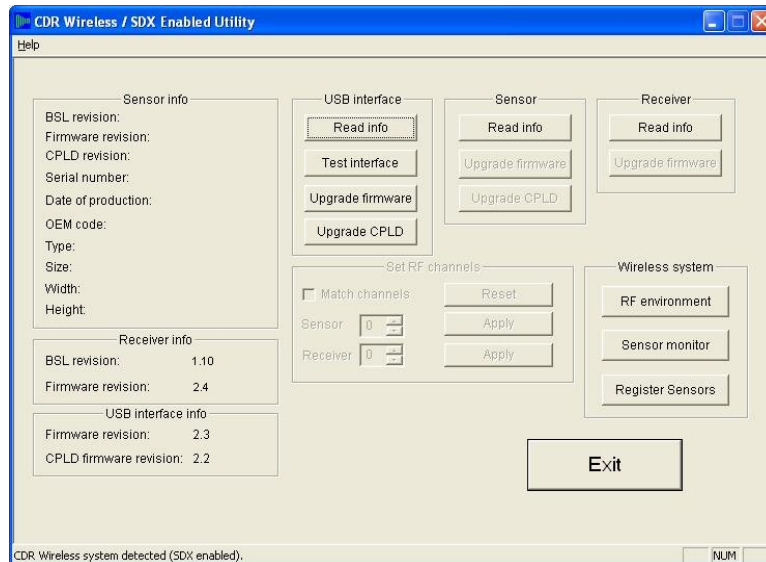 CDR Wireless / SDX Enabled Utility
Help
Sensor info
BSL revision:
Firmware revision:
CPLD revision:
Serial number:
Date of production:
OEM code:
Type:
Size:
Width:
Height:
Receiver info
BSL revision: 1.10
Firmware revision: 2.4
USB interface info
Firmware revision: 2.3
CPLD firmware revision: 2.2
USB interface
Read info
Test interface
Upgrade firmware
Upgrade CPLD
Sensor
Read info
Upgrade firmware
Upgrade CPLD
Receiver
Read info
Upgrade firmware
Set RF channels
Match channels Reset
Sensor 0 Apply
Receiver 0 Apply
Wireless system
RF environment
Sensor monitor
Register Sensors
Exit
CDR Wireless system detected (SDX enabled). NUM